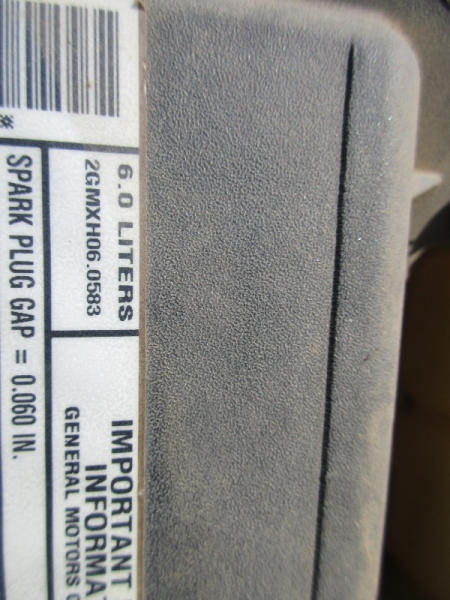 *
6.0 LITERS
2GMXH06.0583
SPARK PLUG GAP = 0.060 IN.
IMPORTANT
GENERAL MOTORS